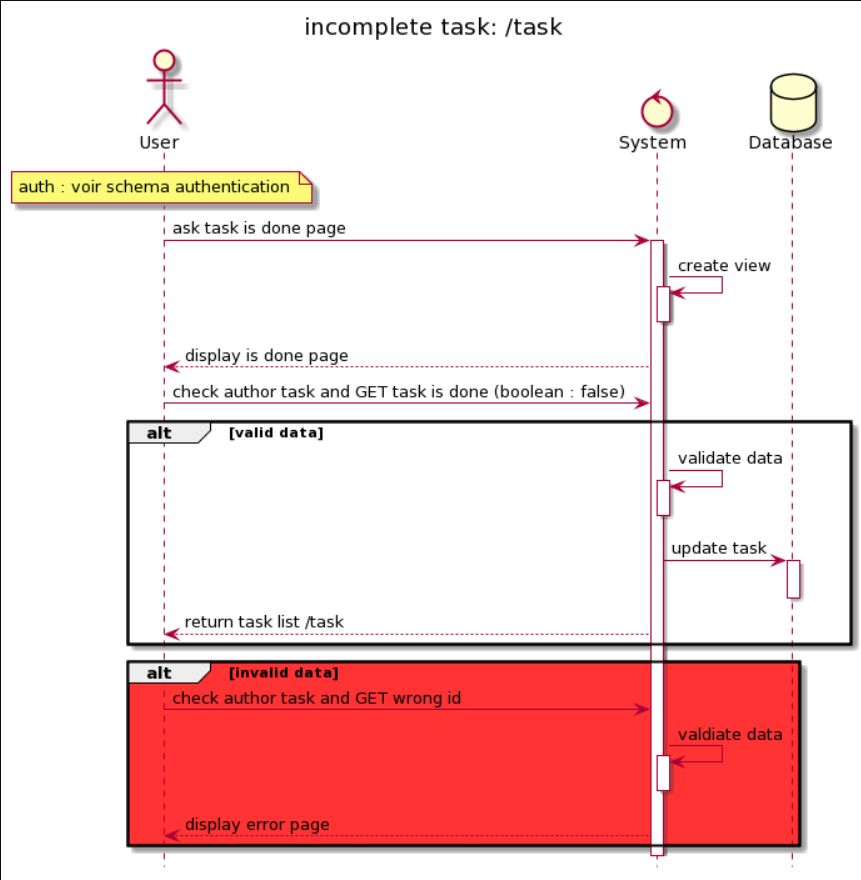 incomplete task: /task
User
System
Database
auth : voir schema authentication
ask task is done page
create view
display is done page
check author task and GET task is done (boolean : false)
alt [valid data]
validate data
update task
return task list /task
alt [invalid data]
check author task and GET wrong id
valdiate data
display error page